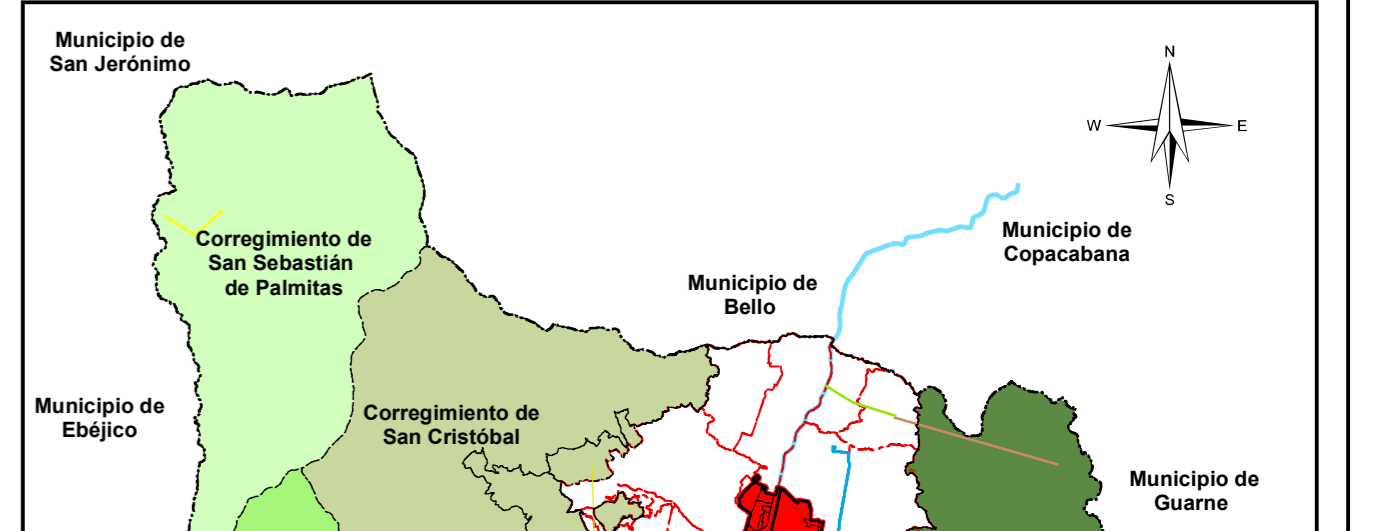 Municipio de
San Jerónimo
N
W
E
S
Corregimiento de
San Sebastián
de Palmitas
Municipio de
Copacabana
Municipio de
Bello
Municipio de
Ebéjico
Corregimiento de
San Cristóbal
Municipio de
Guarne